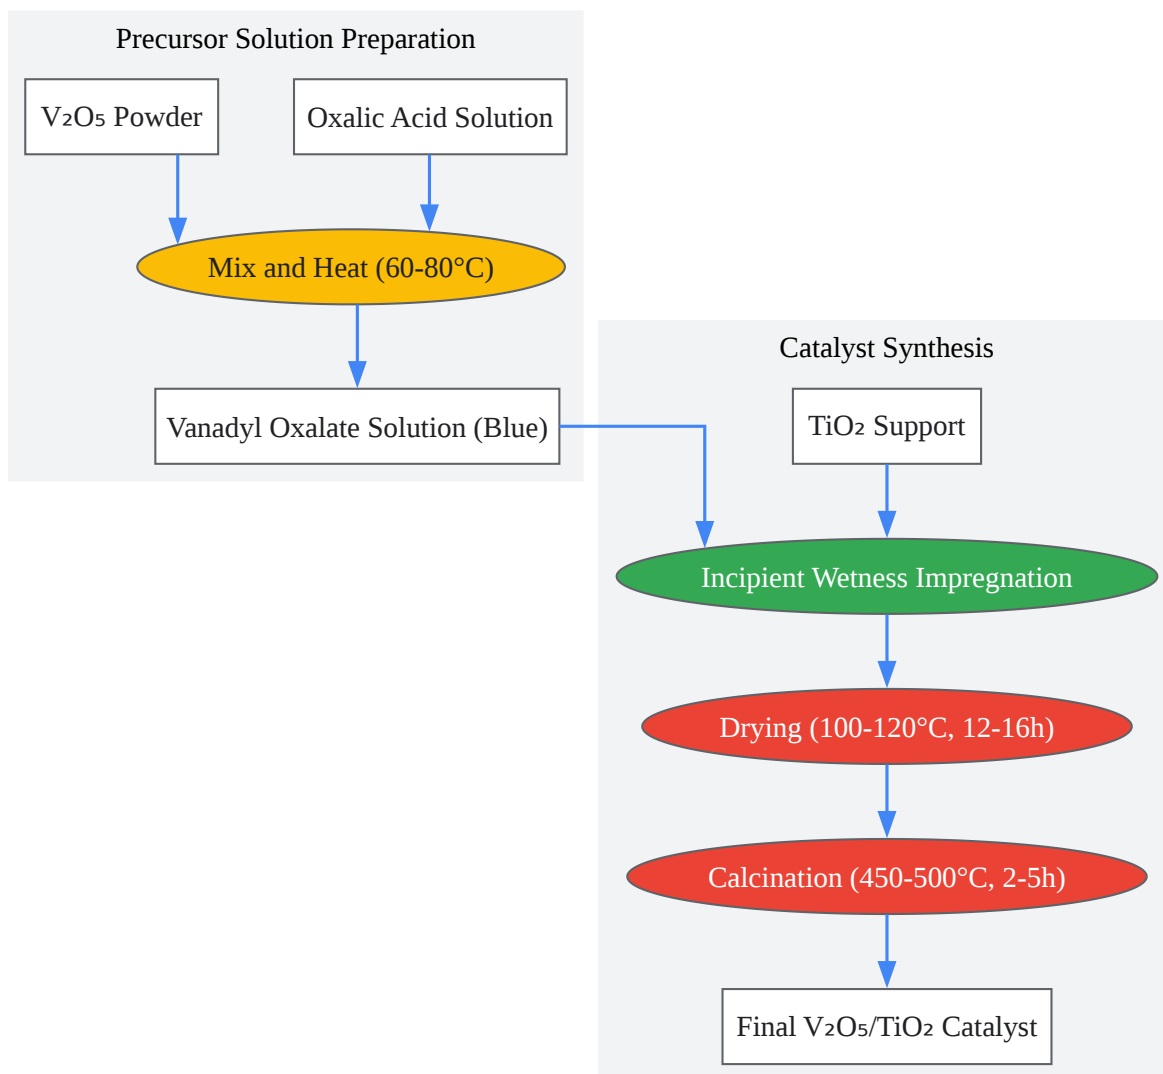 Precursor Solution Preparation
V₂O₅ Powder
Oxalic Acid Solution
Mix and Heat (60-80°C)
Vanadyl Oxalate Solution (Blue)
Catalyst Synthesis
TiO₂ Support
Incipient Wetness Impregnation
Drying (100-120°C, 12-16h)
Calcination (450-500°C, 2-5h)
Final V₂O₅/TiO₂ Catalyst